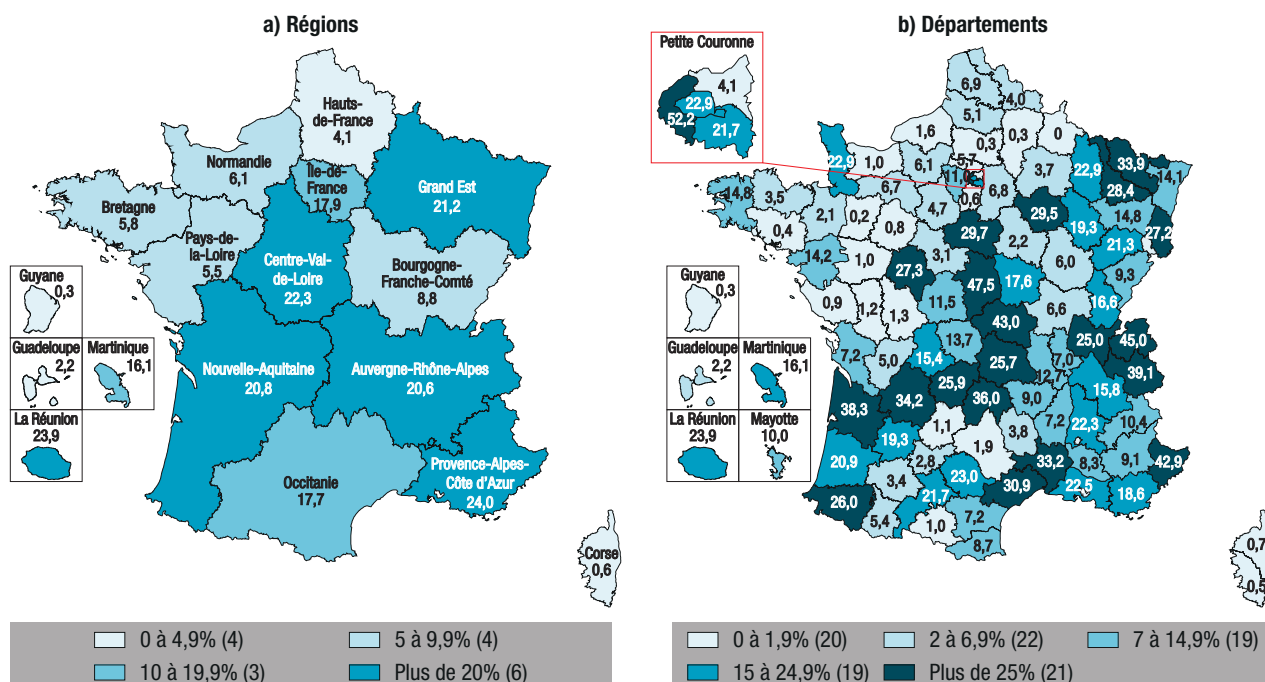 a) Régions
Hauts-
de-France
4,1
Normandie
6,1
Île-de-
France
17,9
Grand Est
21,2
Bretagne
5,8
Pays-de-
la-Loire
5,5
Centre-Val-
de-Loire
22,3
Bourgogne-
Franche-Comté
8,8
Guyane
0,3
Guadeloupe
2,2
Martinique
16,1
La Réunion
23,9
Nouvelle-Aquitaine
20,8
Auvergne-Rhône-Alpes
20,6
Occitanie
17,7
Provence-Alpes-
Côte d'Azur
24,0
Corse
0,6
0 à 4,9% (4)
5 à 9,9% (4)
10 à 19,9% (3)
Plus de 20% (6)
b) Départements
Petite Couronne
4,1
22,9
52,2
21,7
6,9
4,0
5,1
1,6
0,3
0,3
0
22,9
1,0
6,1
5,7
11,0
3,7
22,9
33,9
14,1
28,4
14,8
3,5
6,7
0,6
6,8
2,1
0,2
4,7
29,5
19,3
14,8
27,2
0,4
0,8
29,7
2,2
21,3
14,2
1,0
27,3
3,1
6,0
9,3
47,5
17,6
0,9
1,2
1,3
11,5
6,6
16,6
43,0
13,7
7,2
5,0
15,4
25,7
7,0
25,0
45,0
12,7
39,1
25,9
36,0
15,8
38,3
34,2
9,0
1,1
7,2
22,3
10,4
19,3
1,9
3,8
20,9
2,8
23,0
33,2
8,3
9,1
42,9
3,4
30,9
22,5
18,6
26,0
21,7
5,4
1,0
7,2
8,7
0,7
0,5
Guyane
0,3
Guadeloupe
2,2
Martinique
16,1
La Réunion
23,9
Mayotte
10,0
0 à 1,9% (20)
2 à 6,9% (22)
7 à 14,9% (19)
15 à 24,9% (19)
Plus de 25% (21)